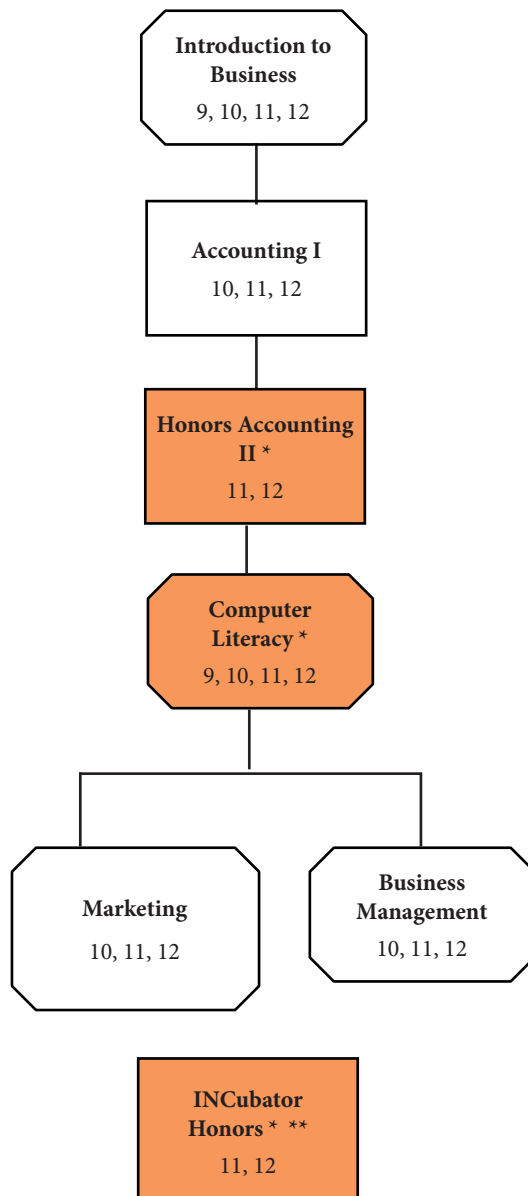 Introduction to
Business
9, 10, 11, 12
Accounting I
10, 11, 12
Honors Accounting
II *
11, 12
Computer
Literacy *
9, 10, 11, 12
Marketing
10, 11, 12
Business
Management
10, 11, 12
INCubator
Honors * **
11, 12